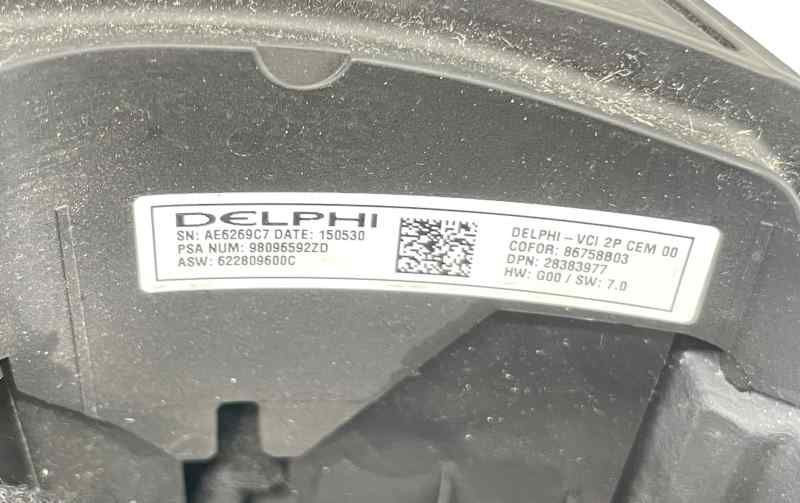 DELPHI
SN: AE6269C7 DATE: 150530
PSA NUM: 98096592ZD
ASW: 622809600C
DELPHI-VCI 2P CEM 00
COFOR: 86758B03
DPN: 28383977
HW: G00 / SW: 7.0